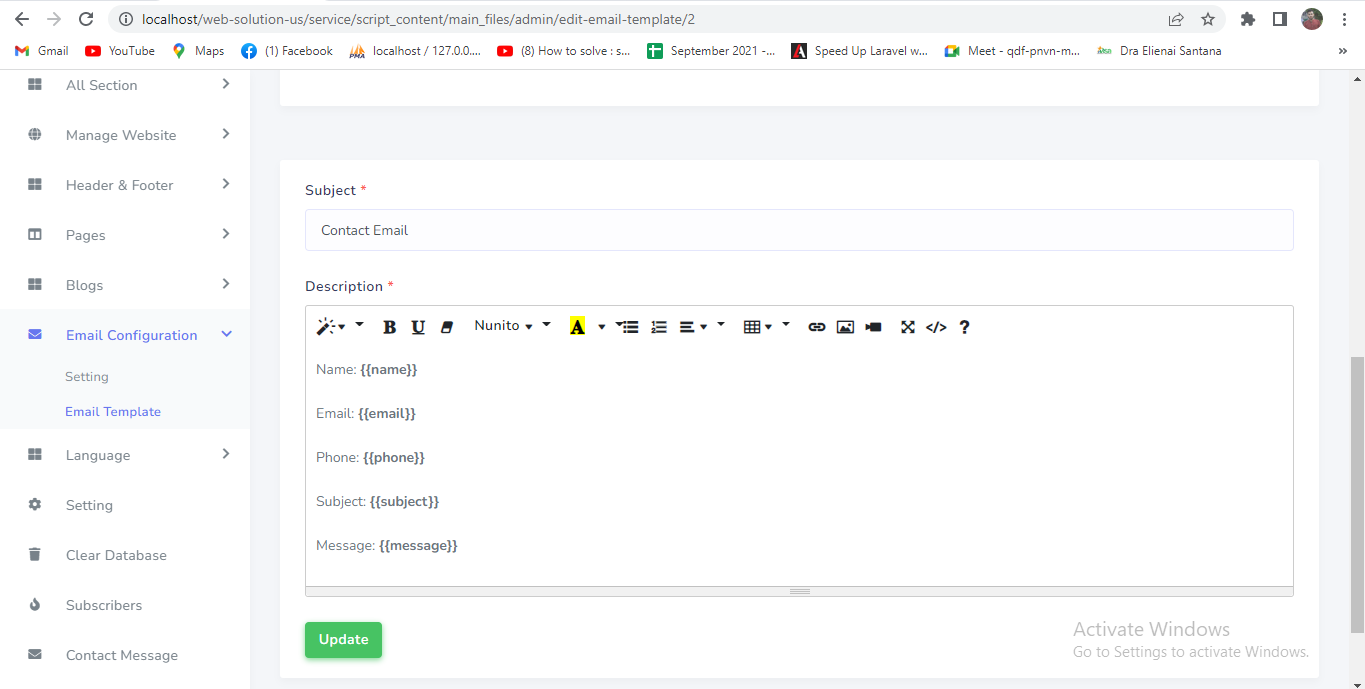 localhost/web-solution-us/service/script_content/main_files/admin/edit-email-template/2
Gmail
YouTube
Maps
(1) Facebook
PMA
localhost / 127.0.0....
(8) How to solve : s...
September 2021 -...
Speed Up Laravel w...
Meet - qdf-pnvn-m...
Dra Elienai Santana
»
All Section
Manage Website
Header & Footer
Pages
Blogs
Email Configuration
Setting
Email Template
Language
Setting
Clear Database
Subscribers
Contact Message
Subject *
Contact Email
Description *
B U Nunito A </> ?
Name: {{name}}
Email: {{email}}
Phone: {{phone}}
Subject: {{subject}}
Message: {{message}}
Update
Activate Windows
Go to Settings to activate Windows.